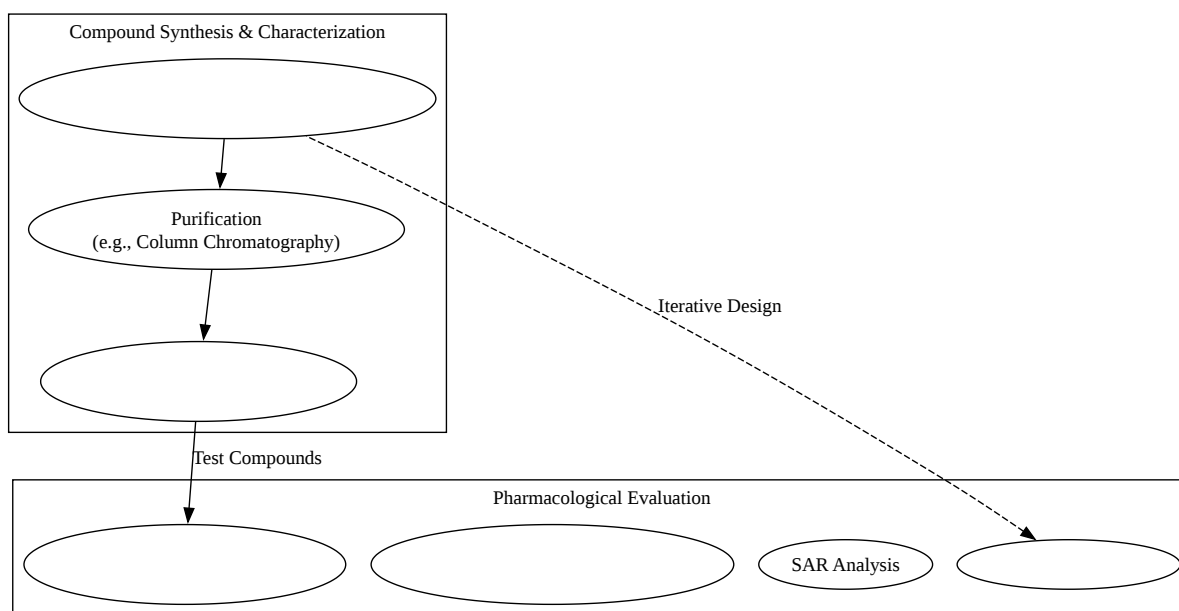 Compound Synthesis & Characterization
Purification
(e.g., Column Chromatography)
Iterative Design
Test Compounds
Pharmacological Evaluation
SAR Analysis